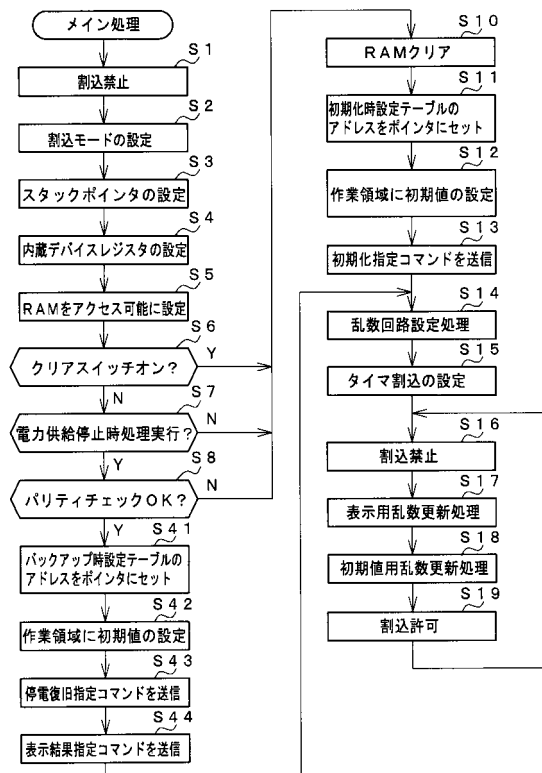 メイン処理
S1
割込禁止
S2
割込モードの設定
S3
スタックポインタの設定
S4
内蔵デバイスレジスタの設定
S5
RAMをアクセス可能に設定
S6
クリアスイッチオン?
Y
N
S7
電力供給停止時処理実行?
N
Y
S8
パリティチェックOK?
N
Y
S41
バックアップ時設定テーブルの
アドレスをポインタにセット
S42
作業領域に初期値の設定
S43
停電復旧指定コマンドを送信
S44
表示結果指定コマンドを送信
S10
RAMクリア
S11
初期化時設定テーブルの
アドレスをポインタにセット
S12
作業領域に初期値の設定
S13
初期化指定コマンドを送信
S14
乱数回路設定処理
S15
タイマ割込の設定
S16
割込禁止
S17
表示用乱数更新処理
S18
初期値用乱数更新処理
S19
割込許可